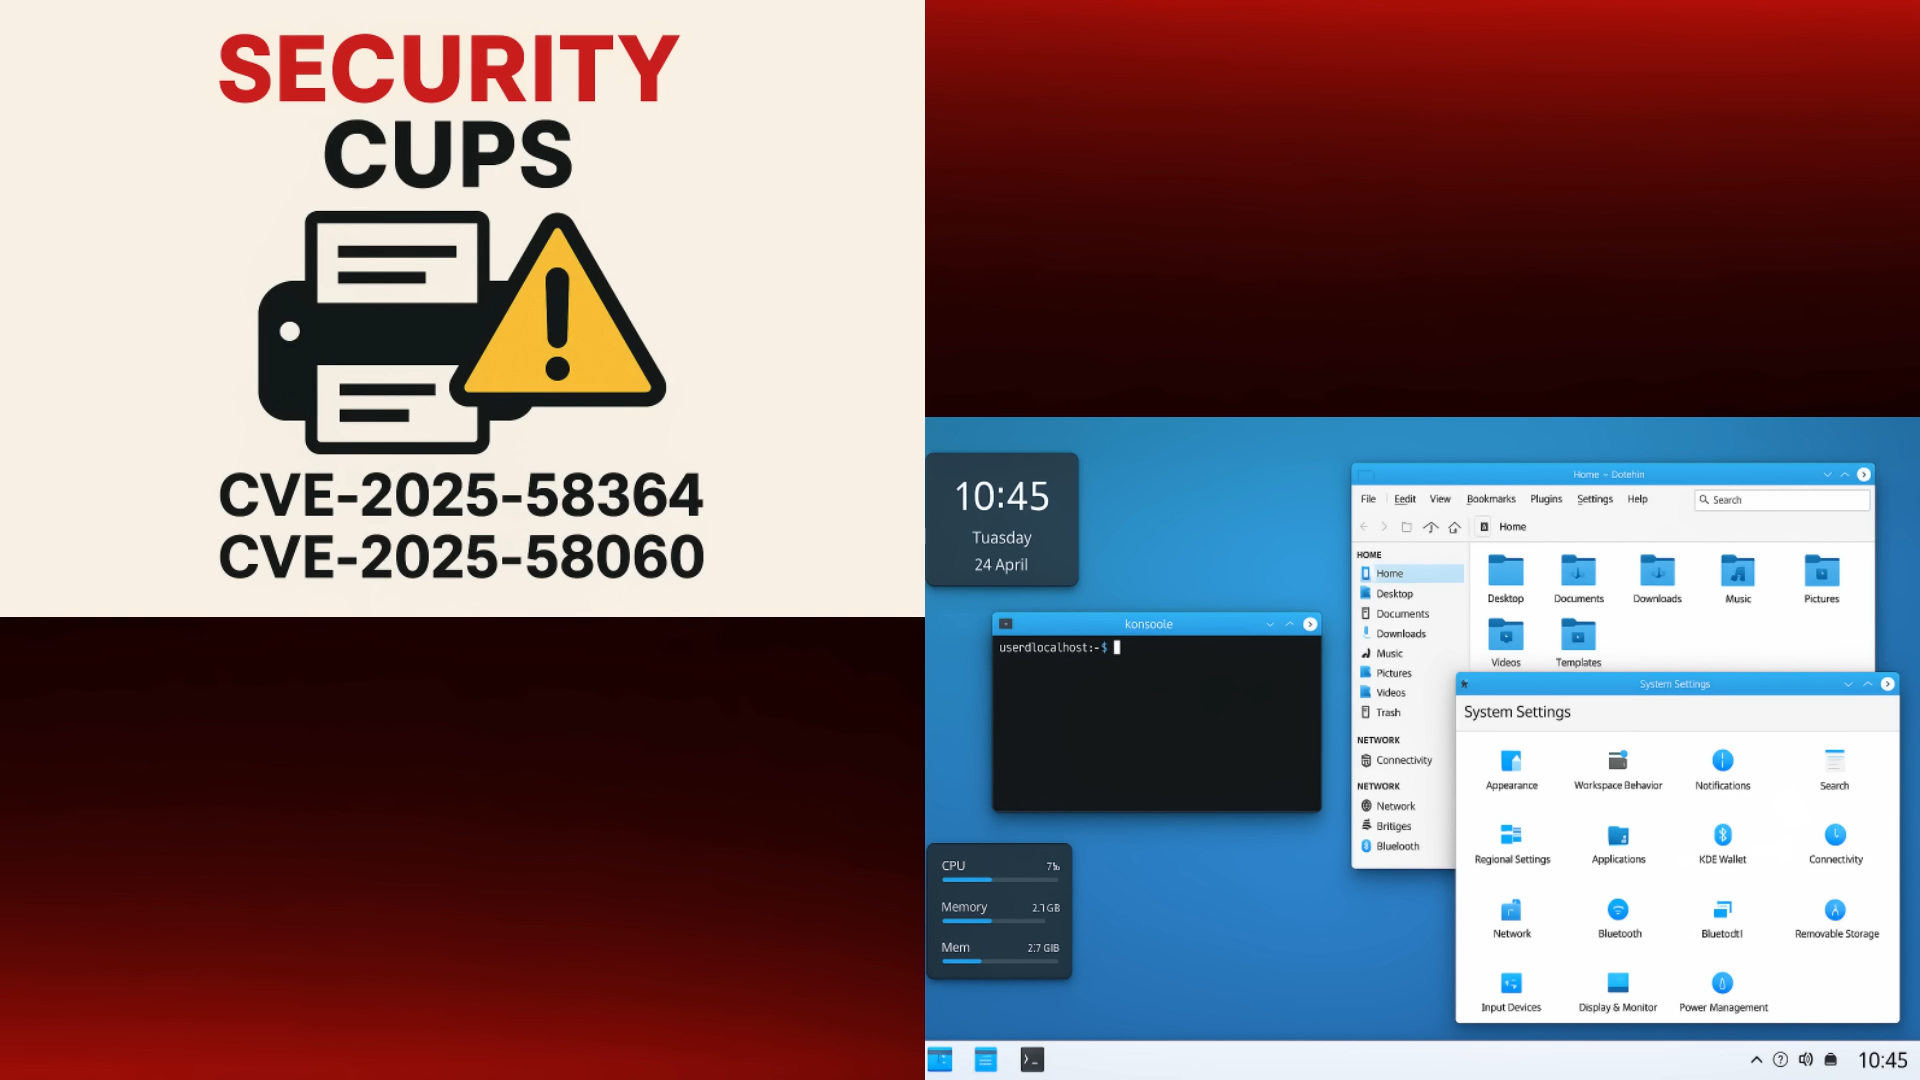 SECURITY
CUPS
CVE-2025-58364
CVE-2025-58060
10:45
Tuasday
24 April
konsoole
userdlocalhost:-$
CPU 7%
Memory 2.1GB
Mem 2.7 GIB
Home – Dotehin
File Eedit View Bookmarks Plugins Settings Help
Search
Home
HOME
Home
Desktop
Documents
Downloads
Music
Pictures
Videos
Trash
NETWORK
Connectivity
NETWORK
Network
Britiges
Bluelooth
Desktop Documents Downloads Music Pictures
Videos Templates
System Settings
System Settings
Appearance Workspace Behavior Notifications Search
Regional Settings Applications KDE Wallet Connectivity
Network Bluetooth Bluetodtl Removable Storage
Input Devices Display & Monitor Power Management
10:45